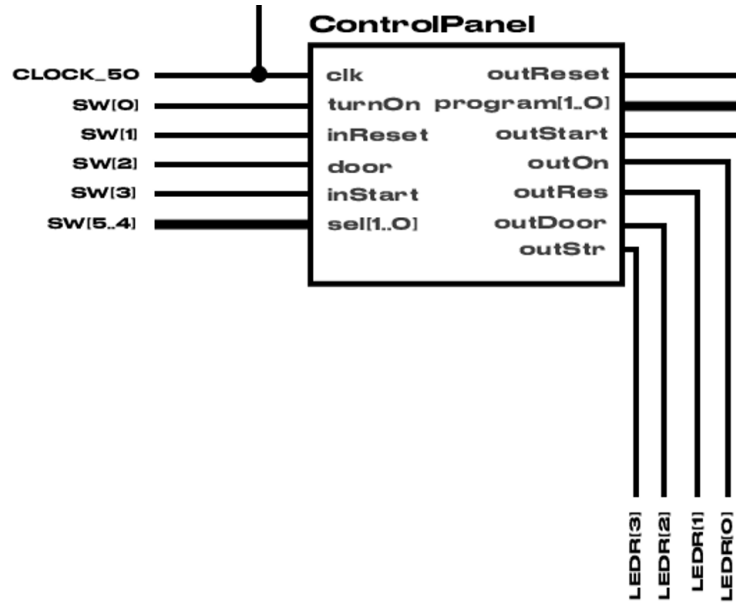 ControlPanel
CLOCK_50 clk outReset
SW[0] turnOn program[1..0]
SW[1] inReset outStart
SW[2] door outOn
SW[3] inStart outRes
SW[5..4] sel[1..0] outDoor
outStr
LEDR[3] LEDR[2] LEDR[1] LEDR[0]